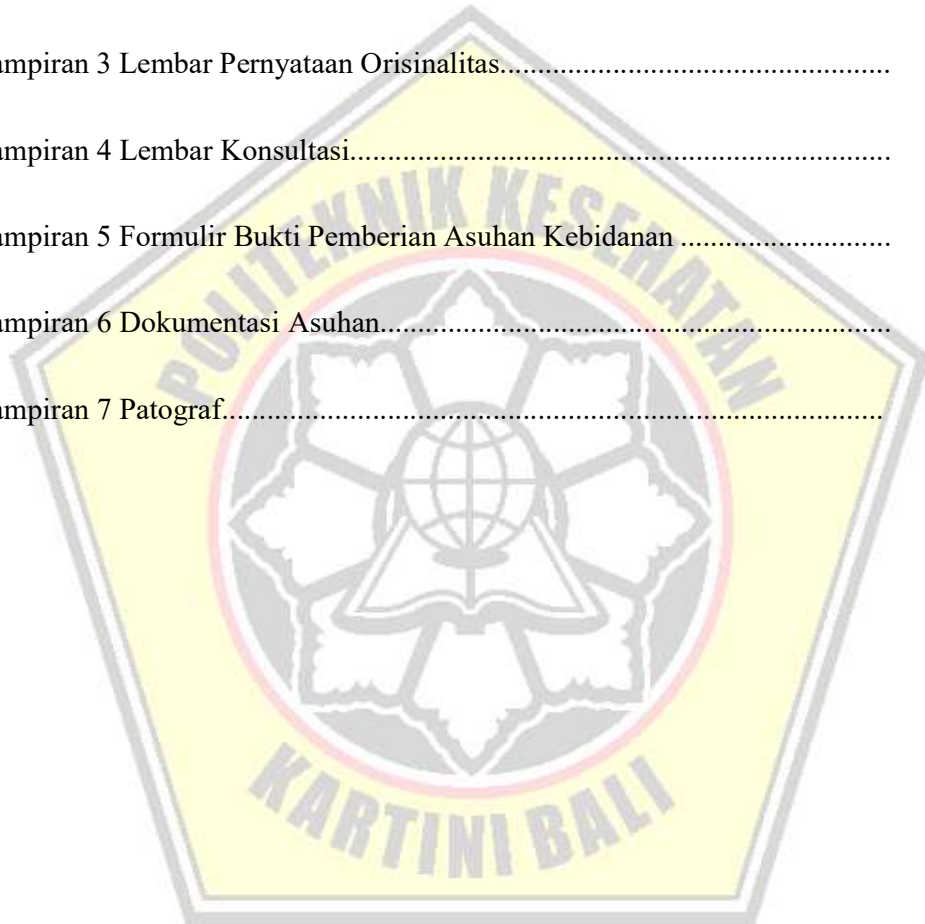 ampiran 3 Lembar Pernyataan Orisinalitas....................................................
ampiran 4 Lembar Konsultasi........................................................................
ampiran 5 Formulir Bukti Pemberian Asuhan Kebidanan ............................
ampiran 6 Dokumentasi Asuhan....................................................................
ampiran 7 Patograf........................................................................................
POLITEKNIK KESEHATAN
KARTINI BALI